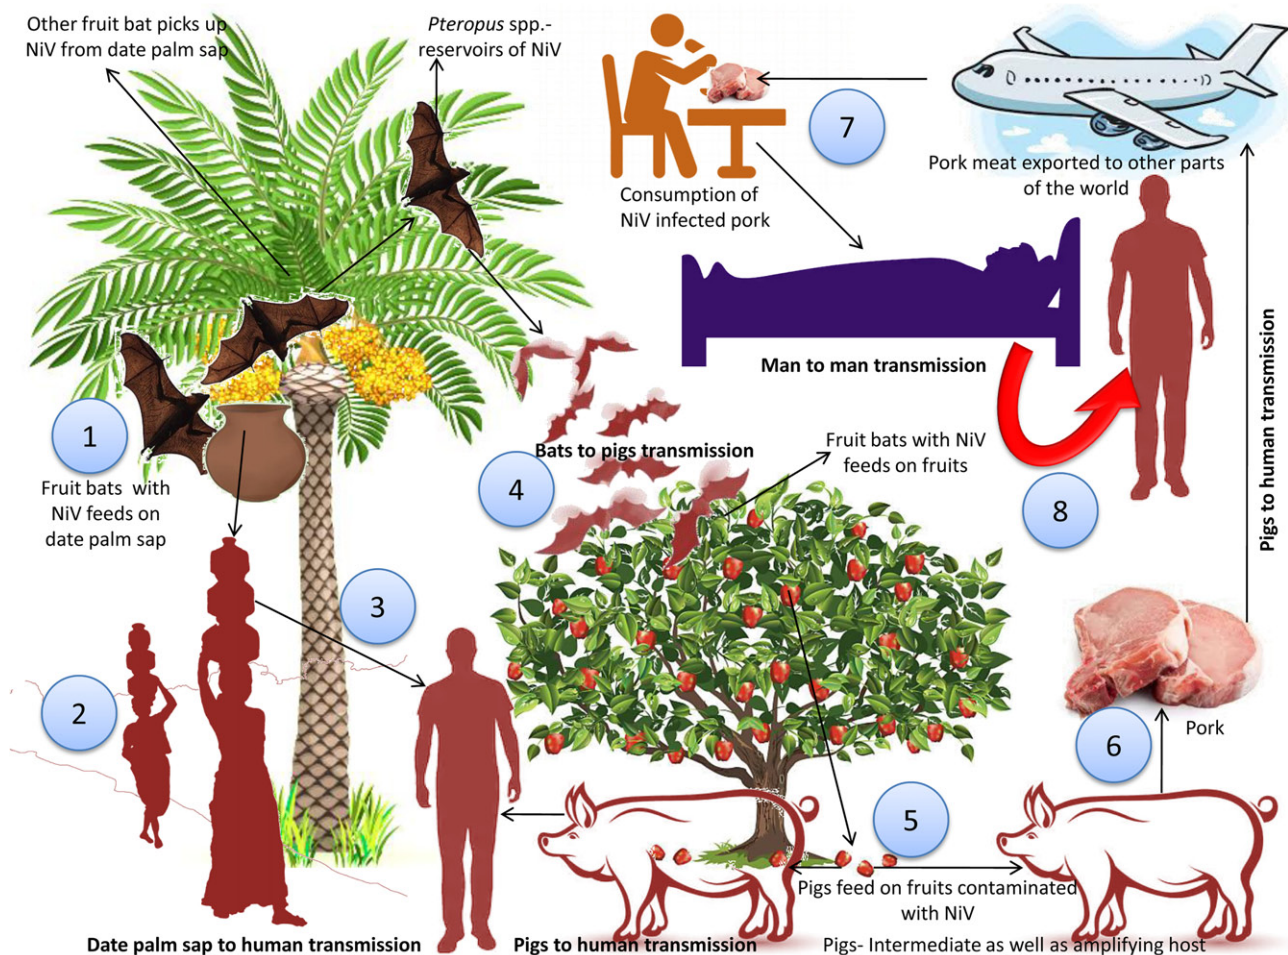 Other fruit bat picks up
NiV from date palm sap
Pteropus spp.-
reservoirs of NiV
7
Pork meat exported to other parts
of the world
Consumption of
NiV infected pork
Man to man transmission
1
Fruit bats with
NiV feeds on
date palm sap
Bats to pigs transmission
4
Fruit bats with NiV
feeds on fruits
8
Pigs to human transmission
3
2
6
Pork
5
Pigs feed on fruits contaminated
with NiV
Date palm sap to human transmission
Pigs to human transmission
Pigs- Intermediate as well as amplifying host